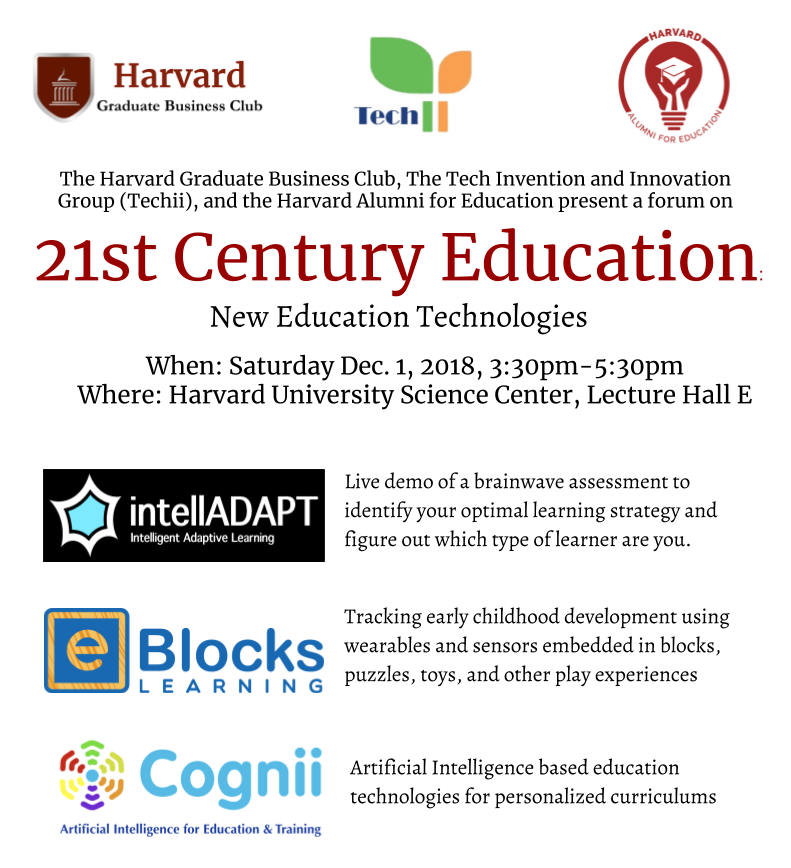 Harvard
Graduate Business Club
Tech
HARVARD
ALUMNI FOR EDUCATION
The Harvard Graduate Business Club, The Tech Invention and Innovation
Group (Techii), and the Harvard Alumni for Education present a forum on
21st Century Education:
New Education Technologies
When: Saturday Dec. 1, 2018, 3:30pm-5:30pm
Where: Harvard University Science Center, Lecture Hall E
intellADAPT
Intelligent Adaptive Learning
Live demo of a brainwave assessment to
identify your optimal learning strategy and
figure out which type of learner are you.
e Blocks
LEARNING
Tracking early childhood development using
wearables and sensors embedded in blocks,
puzzles, toys, and other play experiences
Cognii
Artificial Intelligence for Education & Training
Artificial Intelligence based education
technologies for personalized curriculums